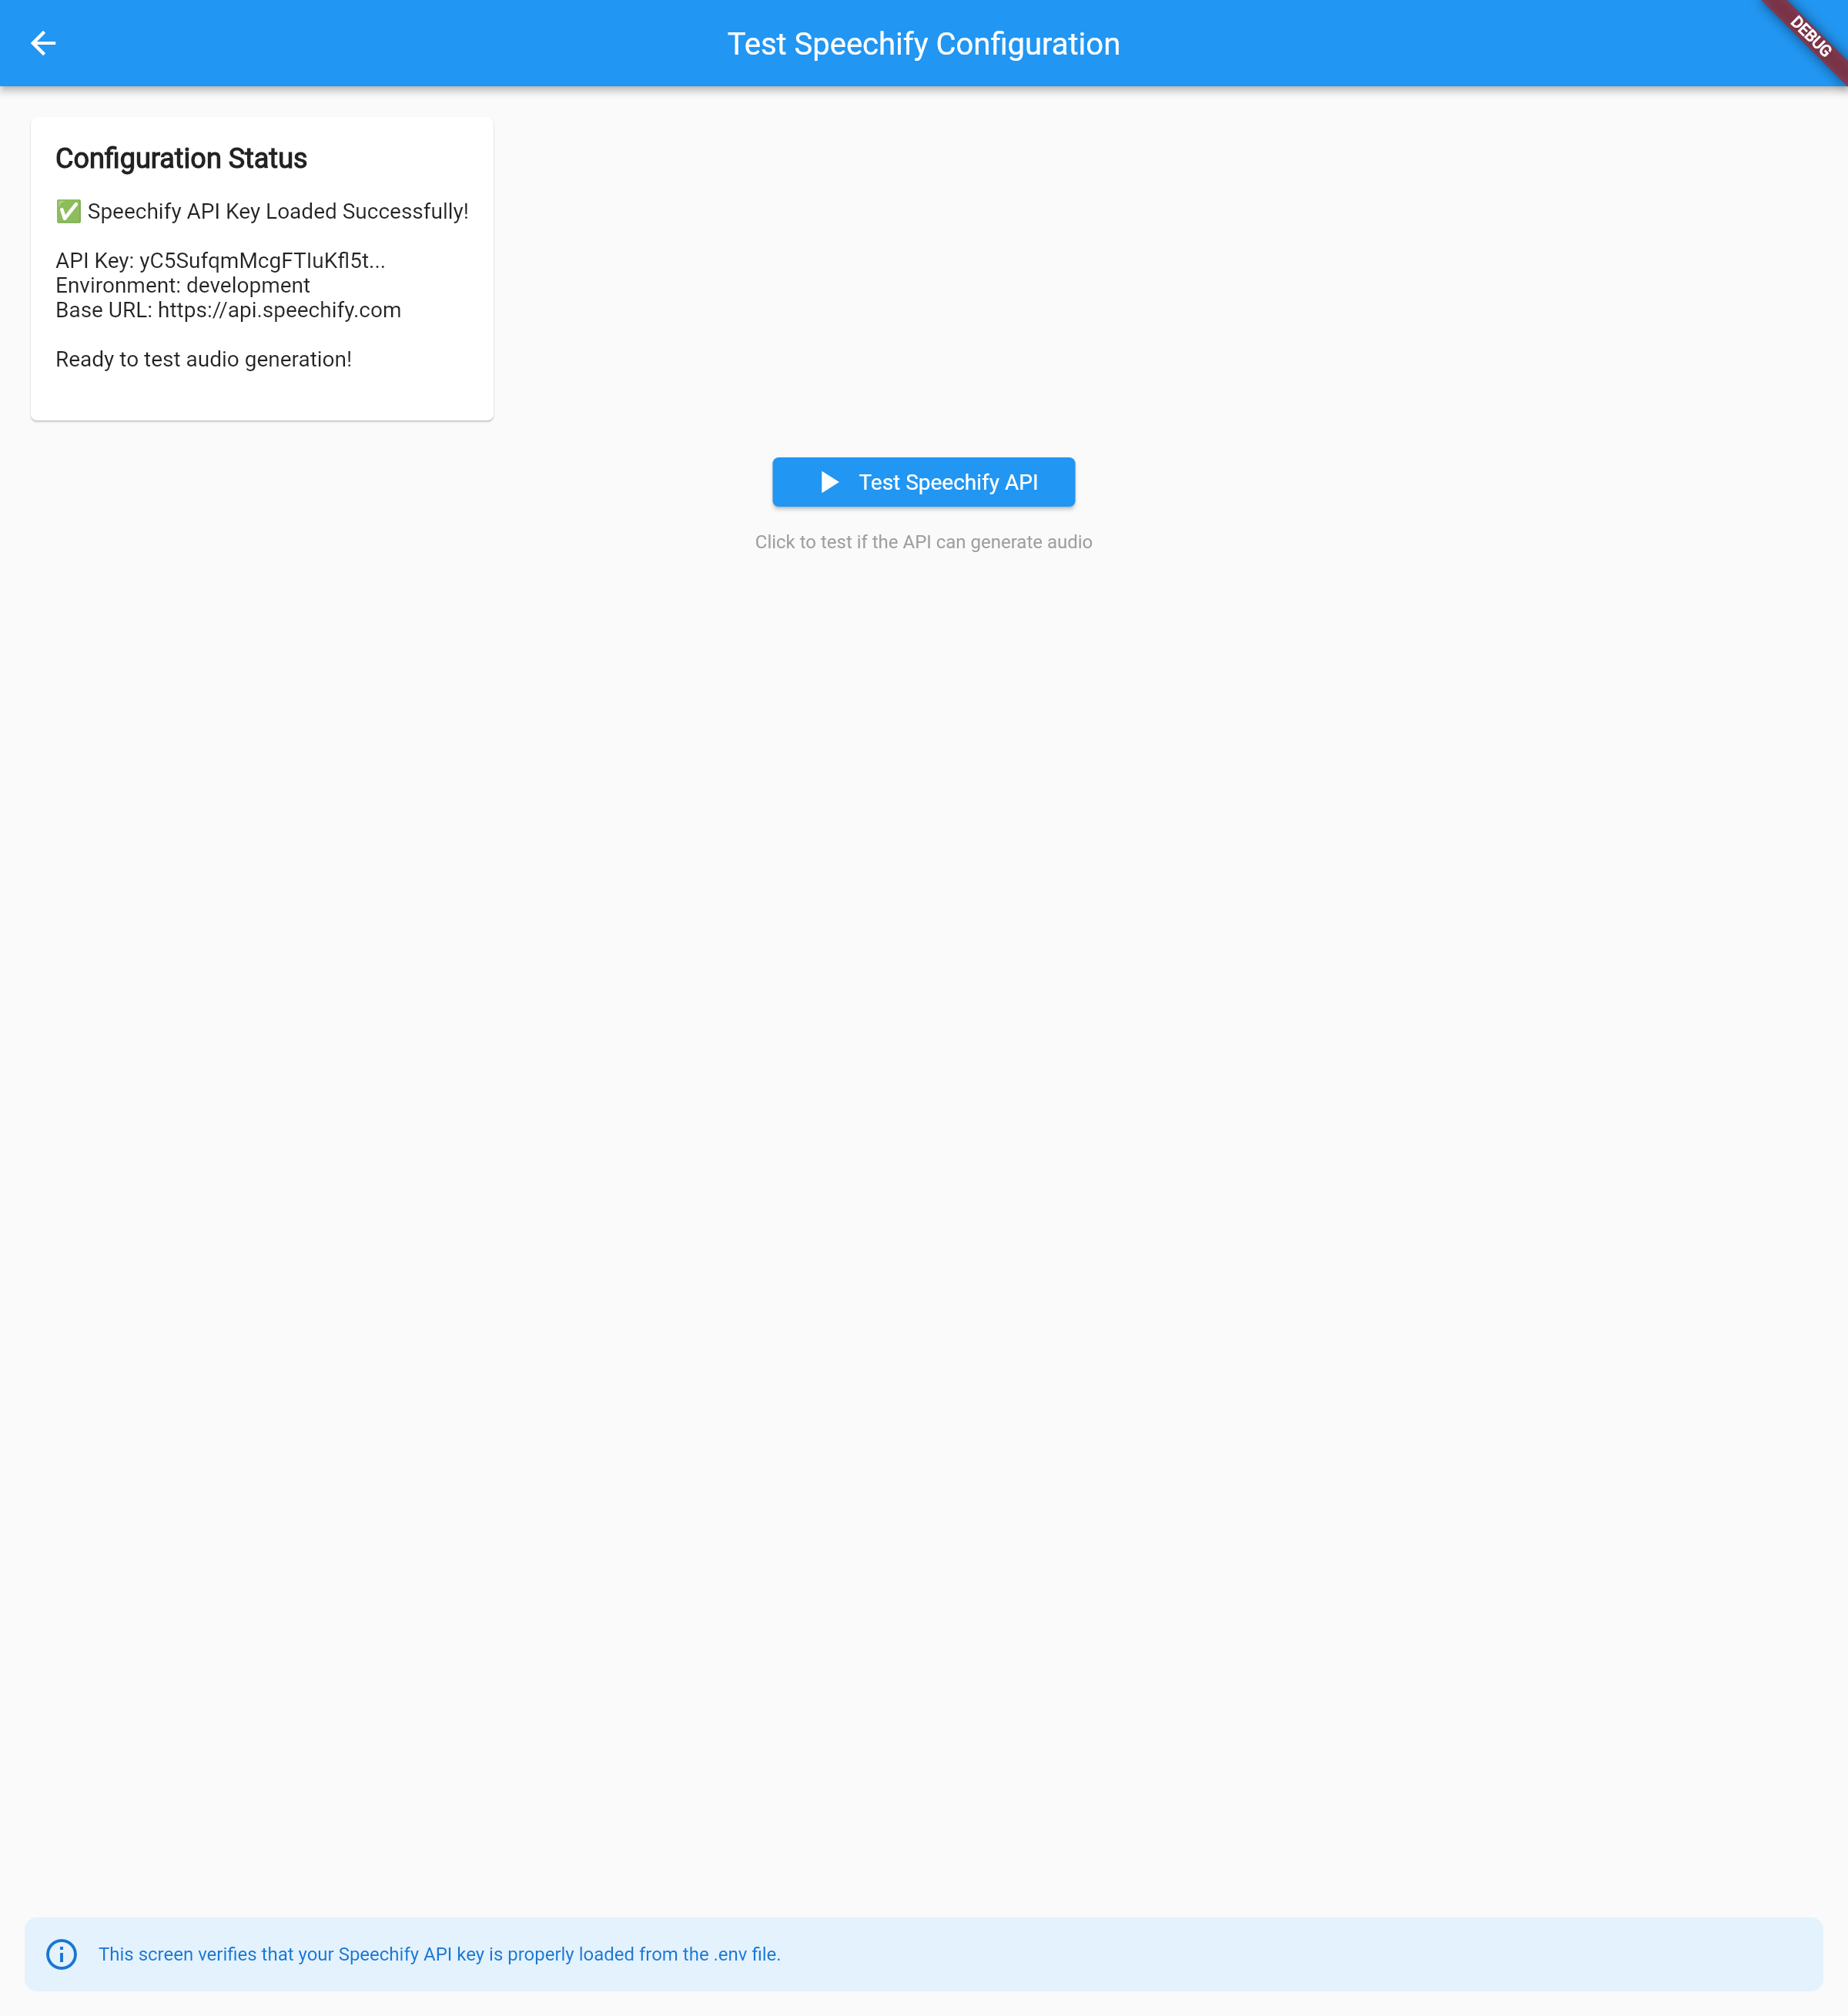 Test Speechify Configuration
DEBUG
Configuration Status
✅ Speechify API Key Loaded Successfully!
API Key: yC5SufqmMcgFTIuKfl5t...
Environment: development
Base URL: https://api.speechify.com
Ready to test audio generation!
Test Speechify API
Click to test if the API can generate audio
This screen verifies that your Speechify API key is properly loaded from the .env file.